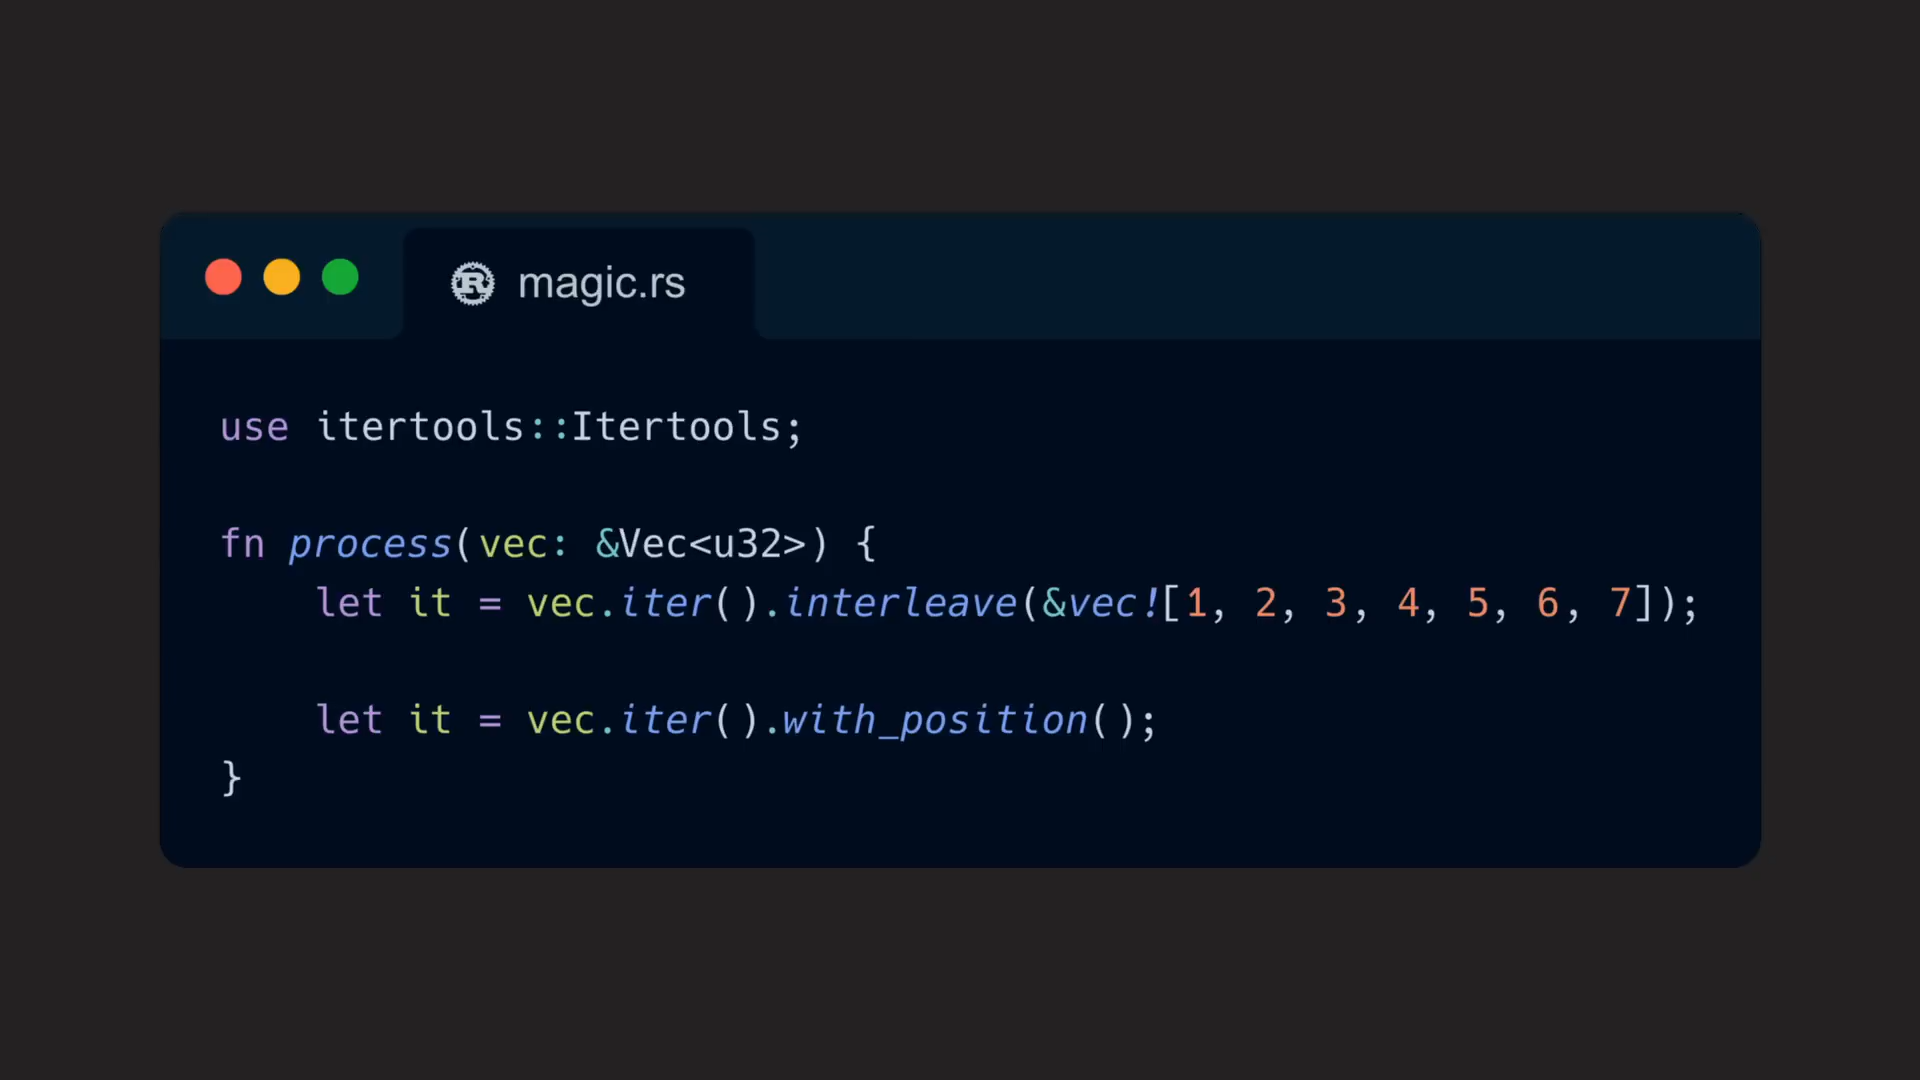 magic.rs
use itertools::Itertools;
fn process(vec: &Vec<u32>) {
    let it = vec.iter().interleave(&vec![1, 2, 3, 4, 5, 6, 7]);
    let it = vec.iter().with_position();
}